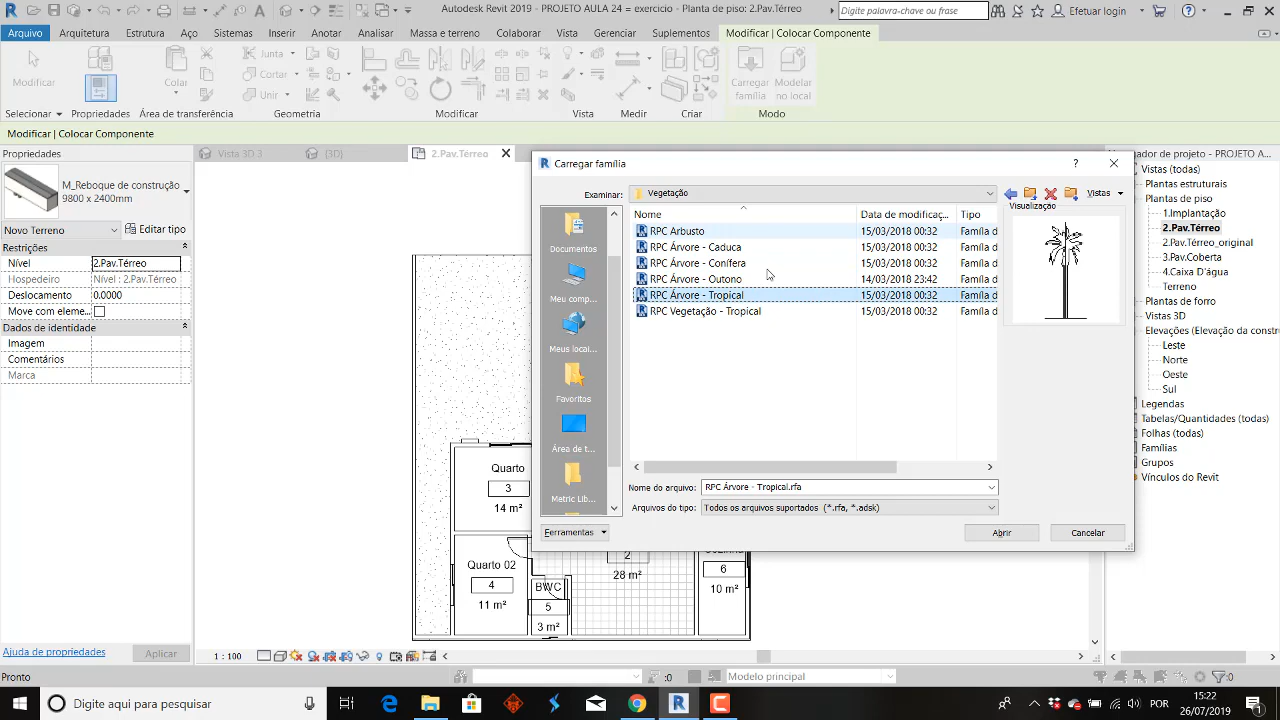 Autodesk Revit 2019 - PROJETO AULA 24 = exercício - Planta de piso: 2.Pav.Térreo
Digite palavra-chave ou frase
Efetuar login
Arquivo Arquitetura Estrutura Aço Sistemas Inserir Anotar Analisar Massa e terreno Colaborar Vista Gerenciar Suplementos Modificar | Colocar Componente
Modificar
Colar
Junta
Cortar
Unir
Carregar família
Modelar no local
Selecionar Propriedades Área de transferência Geometria Modificar Vista Medir Criar Modo
Modificar | Colocar Componente
Propriedades
M_Reboque de construção
9800 x 2400mm
Novo Terreno
Editar tipo
Restrições
Nível 2.Pav.Térreo
Hospedeiro Nível : 2.Pav.Térreo
Deslocamento 0.0000
Move com eleme...
Dados de identidade
Imagem
Comentários
Marca
Ajuda de propriedades
Aplicar
Vista 3D 3
{3D}
2.Pav.Térreo
Quarto
3
14 m²
Quarto 02
4
11 m²
BWC
5
3 m²
2
28 m²
6
10 m²
Carregar família
Examinar: Vegetação
Vistas
Nome Data de modificaç... Tipo
RPC Arbusto 15/03/2018 00:32 Família d
RPC Árvore - Caduca 15/03/2018 00:32 Família d
RPC Árvore - Conífera 15/03/2018 00:32 Família d
RPC Árvore - Outono 14/03/2018 23:42 Família d
RPC Árvore - Tropical 15/03/2018 00:32 Família d
RPC Vegetação - Tropical 15/03/2018 00:32 Família d
Documentos
Meu comp...
Meus locai...
Favoritos
Área de t...
Metric Lib...
Visualização
Nome do arquivo: RPC Árvore - Tropical.rfa
Arquivos do tipo: Todos os arquivos suportados (*.rfa, *.adsk)
Ferramentas
Abrir
Cancelar
gador de projeto - PROJETO A...
Vistas (todas)
Plantas estruturais
Plantas de piso
1.Implantação
2.Pav.Térreo
2.Pav.Térreo_original
3.Pav.Coberta
4.Caixa D'água
Terreno
Plantas de forro
Vistas 3D
Elevações (Elevação da constru
Leste
Norte
Oeste
Sul
Legendas
Tabelas/Quantidades (todas)
Folhas (todas)
Famílias
Grupos
Vínculos do Revit
1 : 100
Pronto
:0
Modelo principal
:0
Digite aqui para pesquisar
POR
15:22
26/07/2019